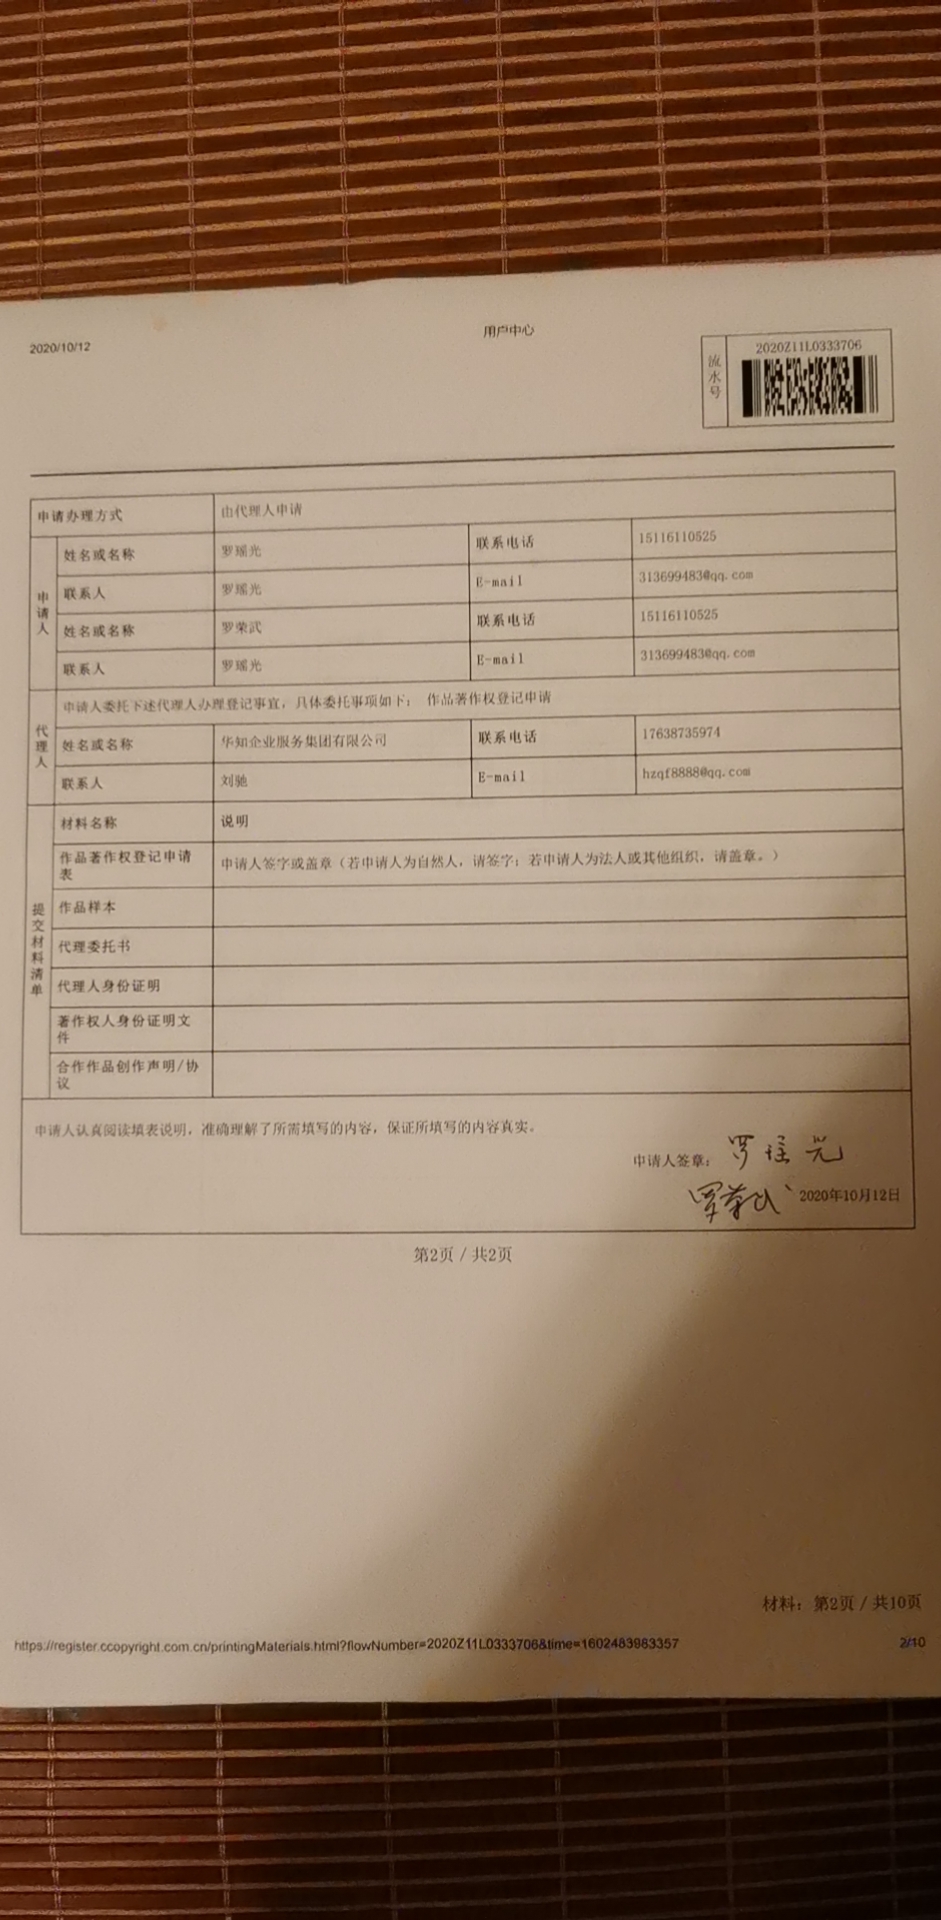 2020/10/12
用户中心
流水号
2020Z11L0333706
申请办理方式 由代理人申请
申请人
姓名或名称 罗瑶光 联系电话 15116110525
联系人 罗瑶光 E-mail 313699483@qq.com
姓名或名称 罗荣武 联系电话 15116110525
联系人 罗瑶光 E-mail 313699483@qq.com
代理人
申请人委托下述代理人办理登记事宜，具体委托事项如下： 作品著作权登记申请
姓名或名称 华知企业服务集团有限公司 联系电话 17638735974
联系人 刘驰 E-mail hzqf8888@qq.com
提交材料清单
材料名称 说明
作品著作权登记申请
表
申请人签字或盖章（若申请人为自然人，请签字；若申请人为法人或其他组织，请盖章。）
作品样本
代理委托书
代理人身份证明
著作权人身份证明文
件
合作作品创作声明/协
议
申请人认真阅读填表说明，准确理解了所需填写的内容，保证所填写的内容真实。
申请人签章： 罗瑶光
罗荣武 2020年10月12日
第2页 / 共2页
材料：第2页 / 共10页
https://register.ccopyright.com.cn/printingMaterials.html?flowNumber=2020Z11L0333706&time=1602483983357
2/10